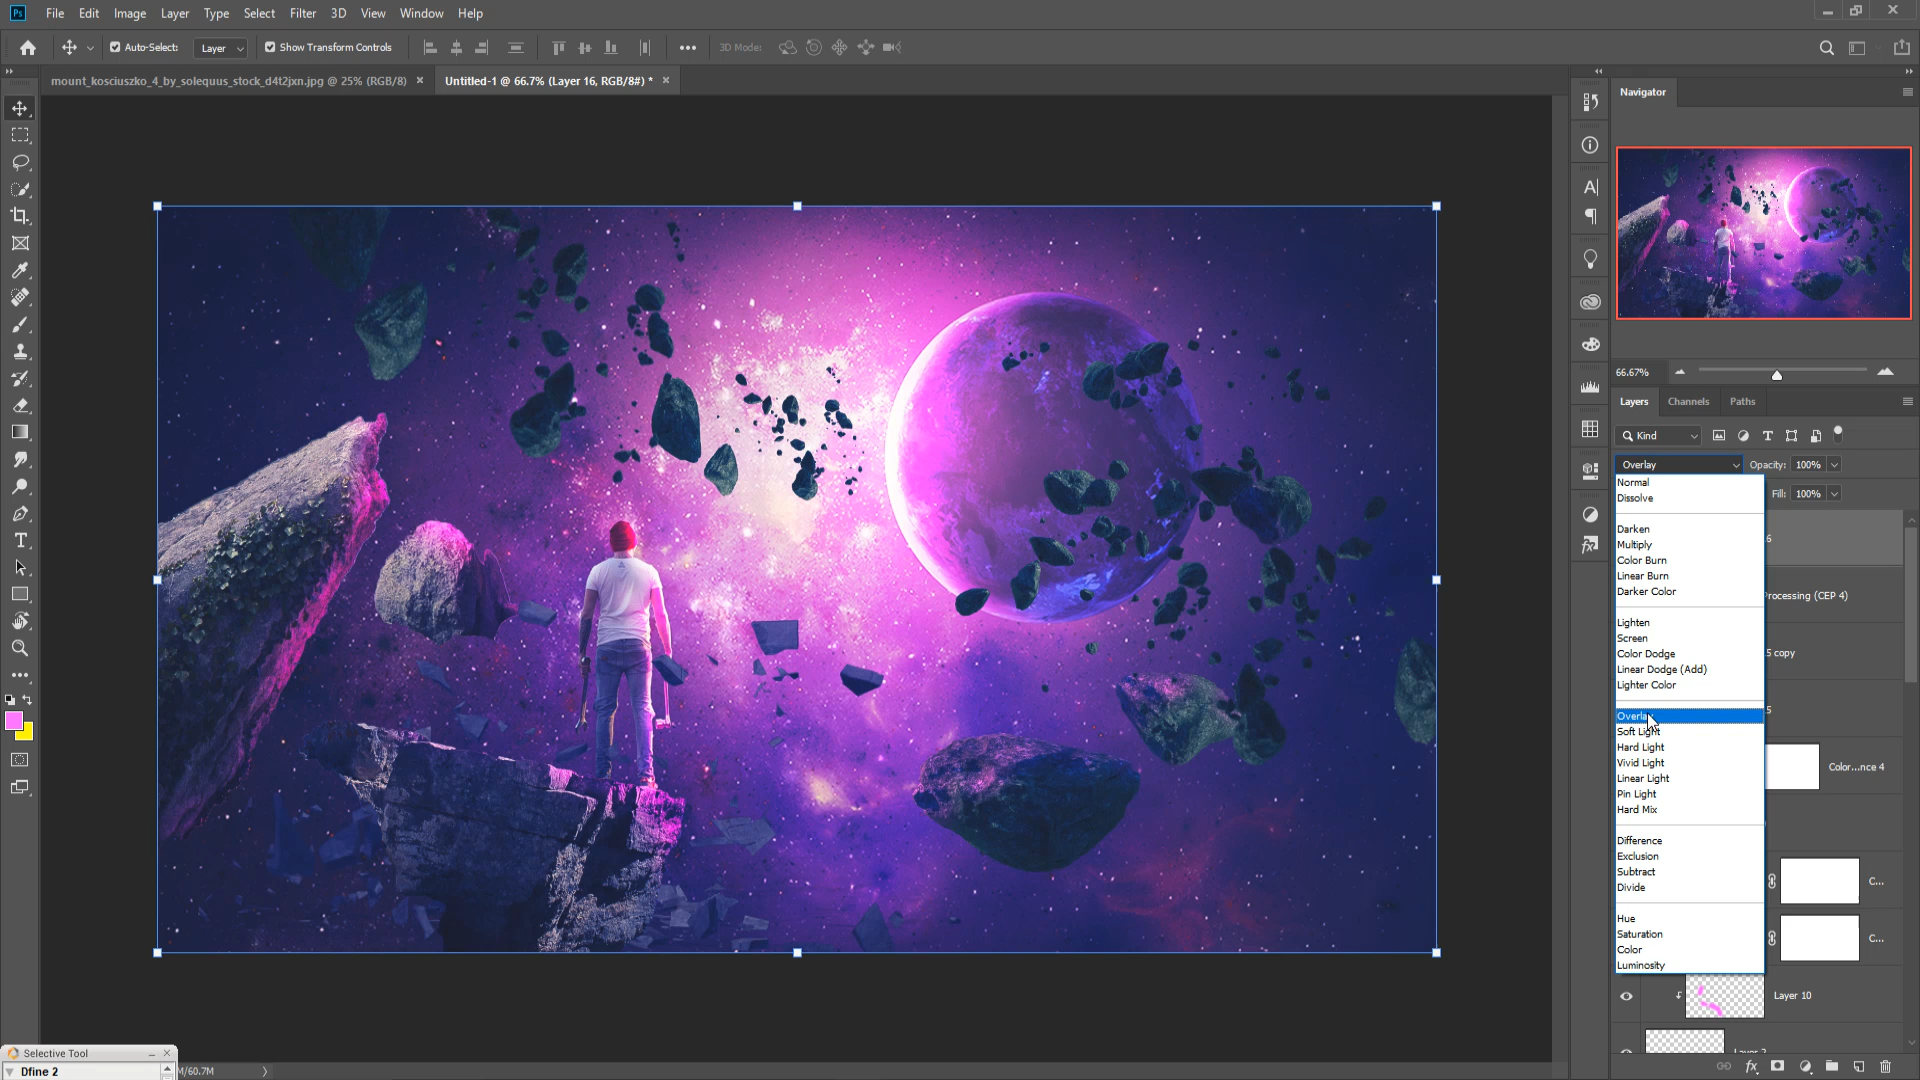 Ps File Edit Image Layer Type Select Filter 3D View Window Help
Auto-Select: Layer Show Transform Controls 3D Mode:
mount_kosciuszko_4_by_solequus_stock_d4t2jxn.jpg @ 25% (RGB/8) × Untitled-1 @ 66.7% (Layer 16, RGB/8#) * ×
Navigator
66.67%
Layers Channels Paths
Kind
Overlay Opacity: 100%
Fill: 100%
Normal
Dissolve
Darken
Multiply
Color Burn
Linear Burn
Darker Color
Lighten
Screen
Color Dodge
Linear Dodge (Add)
Lighter Color
Overlay
Soft Light
Hard Light
Vivid Light
Linear Light
Pin Light
Hard Mix
Difference
Exclusion
Subtract
Divide
Hue
Saturation
Color
Luminosity
6
Processing (CEP 4)
5 copy
5
Color...nce 4
C...
C...
Layer 10
Selective Tool
Dfine 2
M/60.7M